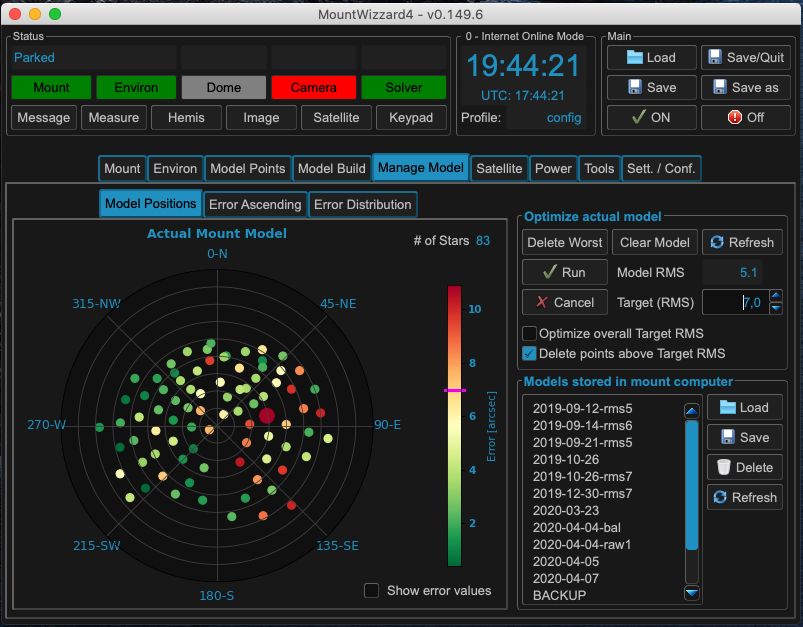 MountWizzard4 - v0.149.6
Status
Parked
Mount Environ Dome Camera Solver
Message Measure Hemis Image Satellite Keypad
0 - Internet Online Mode
19:44:21
UTC: 17:44:21
Profile: config
Main
Load Save/Quit
Save Save as
ON Off
Mount Environ Model Points Model Build Manage Model Satellite Power Tools Sett. / Conf.
Model Positions Error Ascending Error Distribution
Actual Mount Model
# of Stars 83
0-N
315-NW 45-NE
270-W 90-E
215-SW 135-SE
180-S
10
8
6
4
2
Error [arcsec]
Show error values
Optimize actual model
Delete Worst Clear Model Refresh
Run Model RMS 5.1
Cancel Target (RMS) 7,0
Optimize overall Target RMS
Delete points above Target RMS
Models stored in mount computer
2019-09-12-rms5
2019-09-14-rms6
2019-09-21-rms5
2019-10-26
2019-10-26-rms7
2019-12-30-rms7
2020-03-23
2020-04-04-bal
2020-04-04-raw1
2020-04-05
2020-04-07
BACKUP
Load
Save
Delete
Refresh